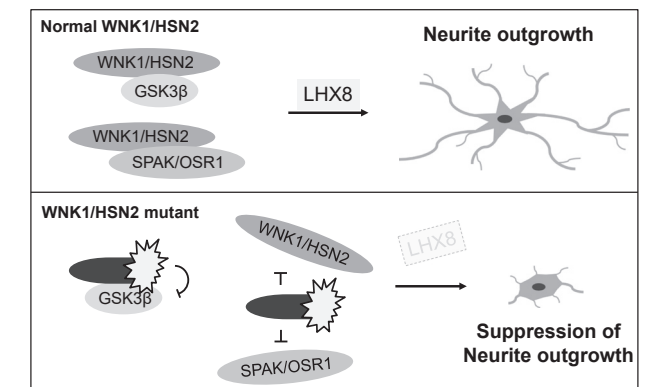 Normal WNK1/HSN2
WNK1/HSN2
GSK3β
WNK1/HSN2
SPAK/OSR1
LHX8
Neurite outgrowth
WNK1/HSN2 mutant
GSK3β
WNK1/HSN2
SPAK/OSR1
LHX8
Suppression of
Neurite outgrowth